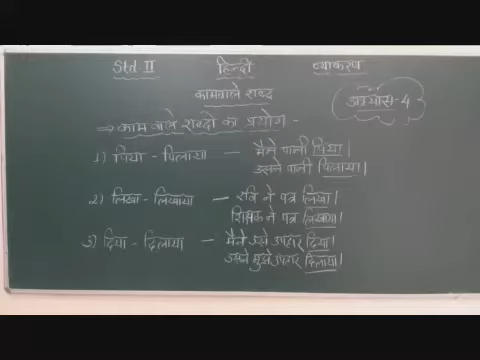 Std II हिन्दी व्याकरण
कामवाले शब्द
अभ्यास-4
⇒ काम वाले शब्दों का प्रयोग -
1) पिया - पिलाया — मैंने पानी पिया।
उसने पानी पिलाया।
2) लिखा - लिखाया — रवि ने पत्र लिखा।
शिक्षक ने पत्र लिखाया।
3) दिया - दिलाया — मैंने उसे उपहार दिया।
उसने मुझे उपहार दिलाया।